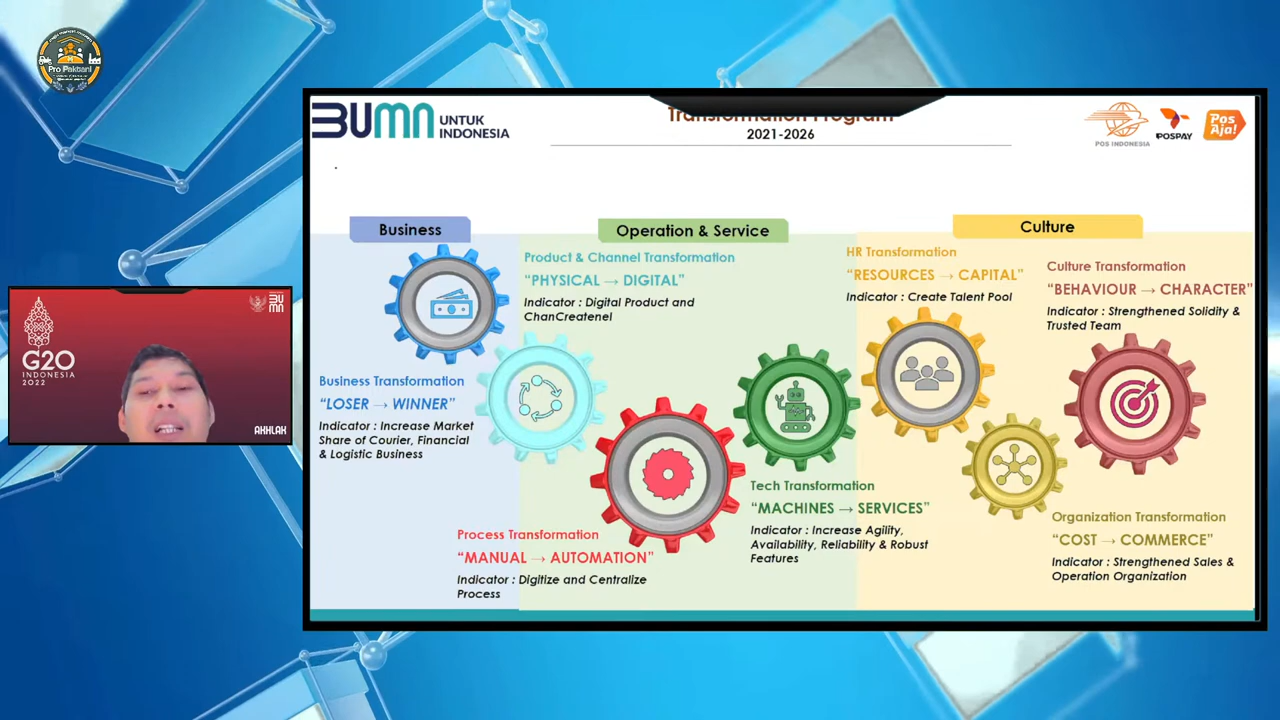 Pro Paktani
BUMN
UNTUK
INDONESIA
Transformation Program
2021-2026
POS INDONESIA
POSPAY
Pos
Aja!
Business
Operation & Service
Culture
Product & Channel Transformation
“PHYSICAL → DIGITAL”
Indicator : Digital Product and
ChanCreatenel
HR Transformation
“RESOURCES → CAPITAL”
Indicator : Create Talent Pool
Culture Transformation
“BEHAVIOUR → CHARACTER”
Indicator : Strengthened Solidity &
Trusted Team
G20
INDONESIA
2022
BUMN
AKHLAK
Business Transformation
“LOSER → WINNER”
Indicator : Increase Market
Share of Courier, Financial
& Logistic Business
Tech Transformation
“MACHINES → SERVICES”
Indicator : Increase Agility,
Availability, Reliability & Robust
Features
Process Transformation
“MANUAL → AUTOMATION”
Indicator : Digitize and Centralize
Process
Organization Transformation
“COST → COMMERCE”
Indicator : Strengthened Sales &
Operation Organization